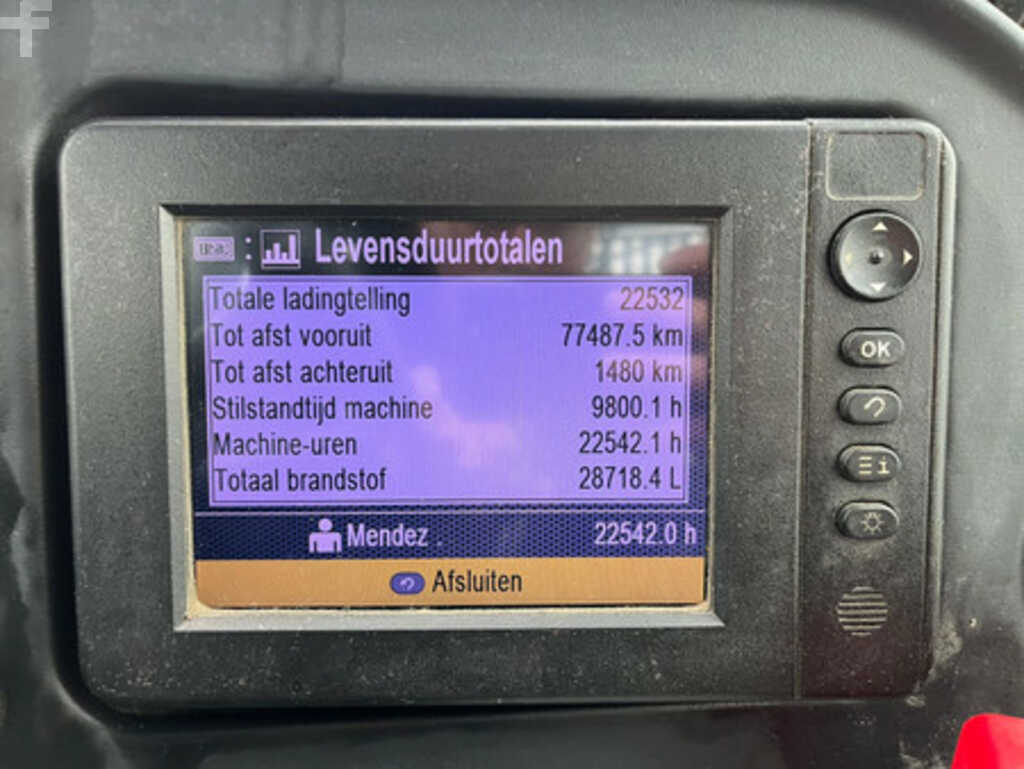 : Levensduurtotalen
Totale ladingtelling 22532
Tot afst vooruit 77487.5 km
Tot afst achteruit 1480 km
Stilstandtijd machine 9800.1 h
Machine-uren 22542.1 h
Totaal brandstof 28718.4 L
Mendez . 22542.0 h
Afsluiten
OK
i